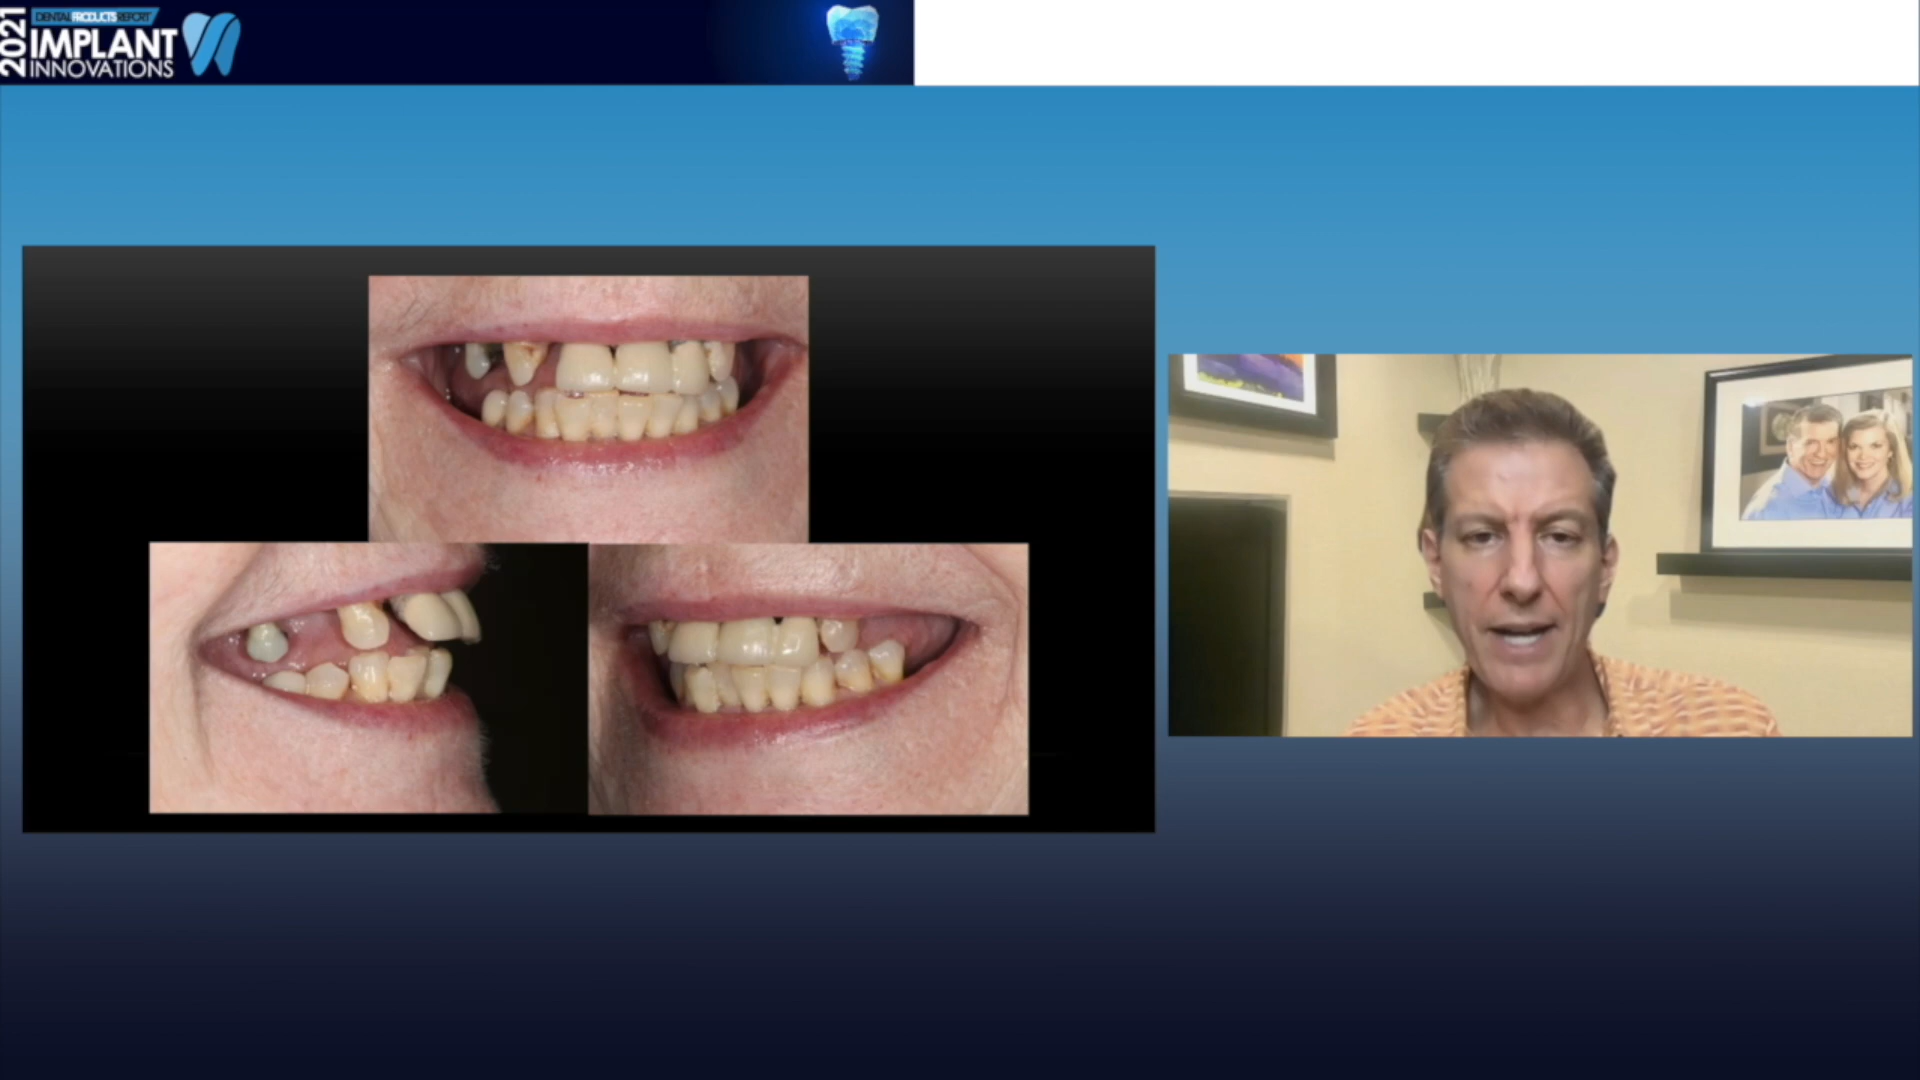 2021
DENTAL PRODUCTS REPORT
IMPLANT
INNOVATIONS